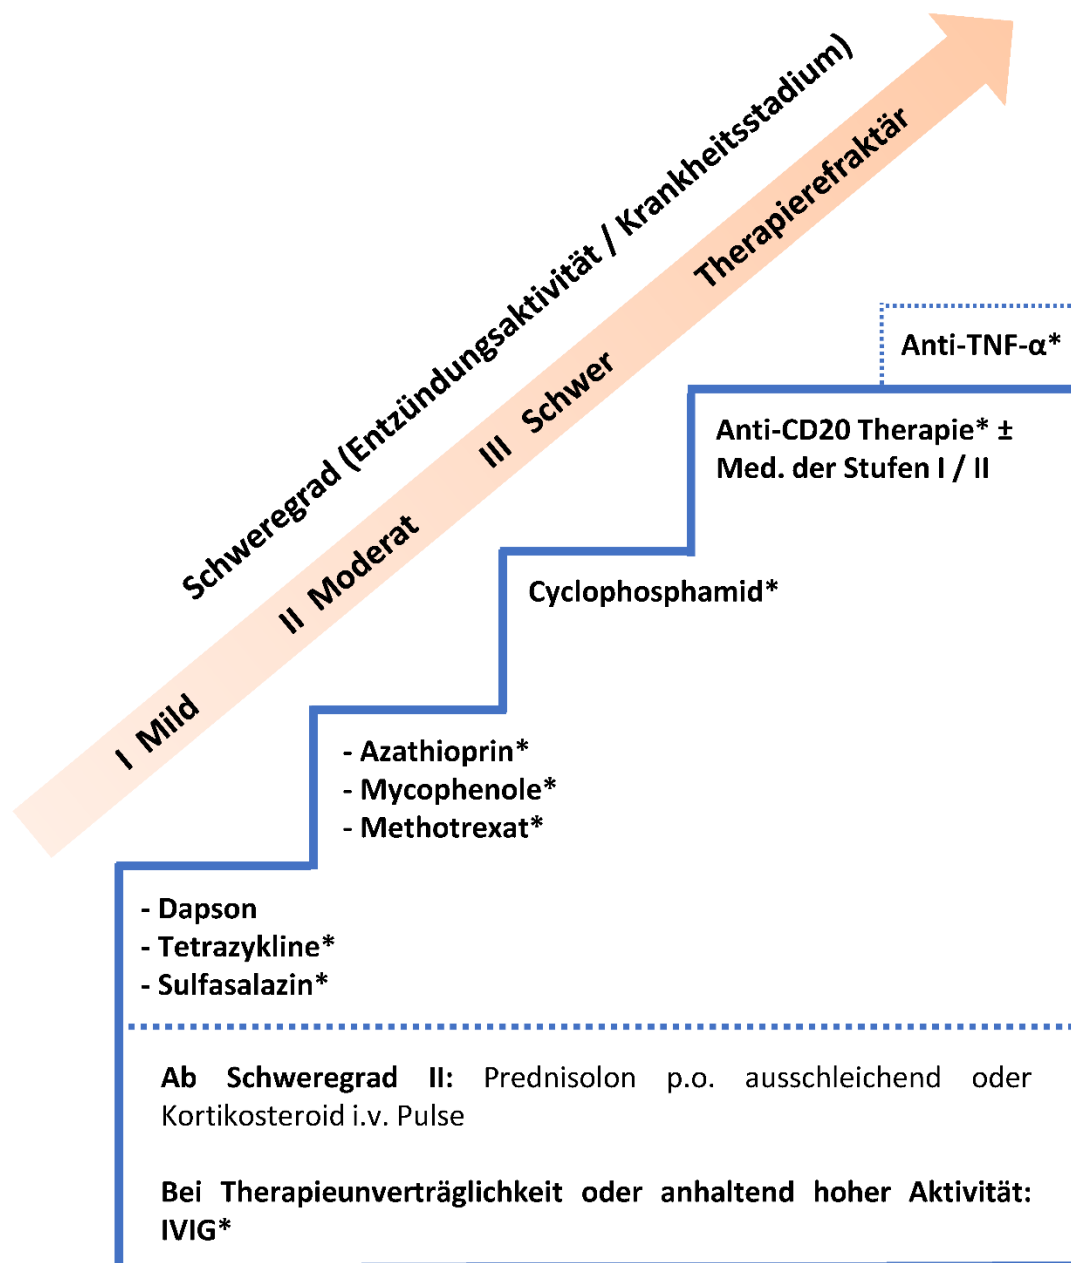 Schweregrad (Entzündungsaktivität / Krankheitsstadium)
I Mild
II Moderat
III Schwer
Therapierefraktär
Anti-TNF-α*
Anti-CD20 Therapie* ±
Med. der Stufen I / II
Cyclophosphamid*
- Azathioprin*
- Mycophenole*
- Methotrexat*
- Dapson
- Tetrazykline*
- Sulfasalazin*
Ab Schweregrad II: Prednisolon p.o. ausschleichend oder
Kortikosteroid i.v. Pulse
Bei Therapieunverträglichkeit oder anhaltend hoher Aktivität:
IVIG*